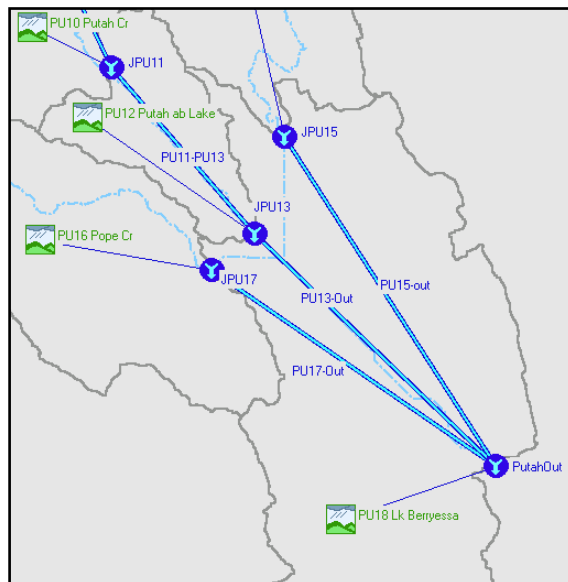 PU10 Putah Cr
JPU11
PU12 Putah ab Lake
JPU15
PU11-PU13
JPU13
PU16 Pope Cr
JPU17
PU15-out
PU13-Out
PU17-Out
PutahOut
PU18 Lk Berryessa